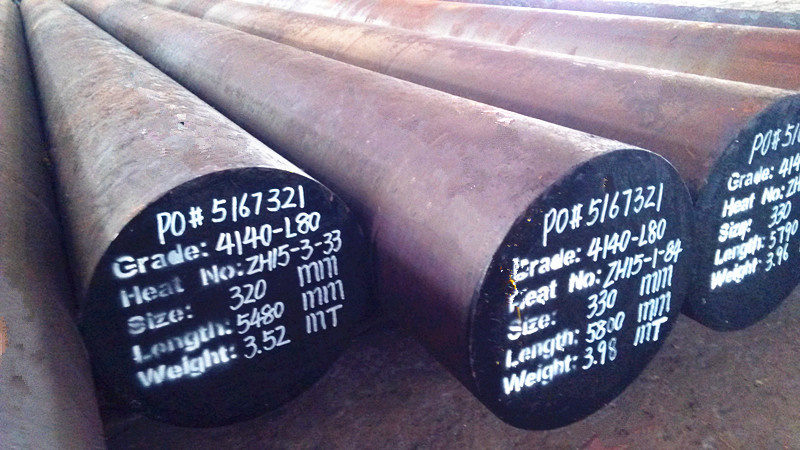 PO# 5167321
Grade: 4140-L80
Heat No: ZH15-3-33
Size: 320 mm
Length: 5480 mm
Weight: 3.52 MT
PO# 5167321
Grade: 4140-L80
Heat No: ZH15-1-84
Size: 330 mm
Length: 5800 mm
Weight: 3.98 MT
PO# 516
Grade: 414
Heat No: ZH
Size: 330
Length: 5790
Weight: 3.96